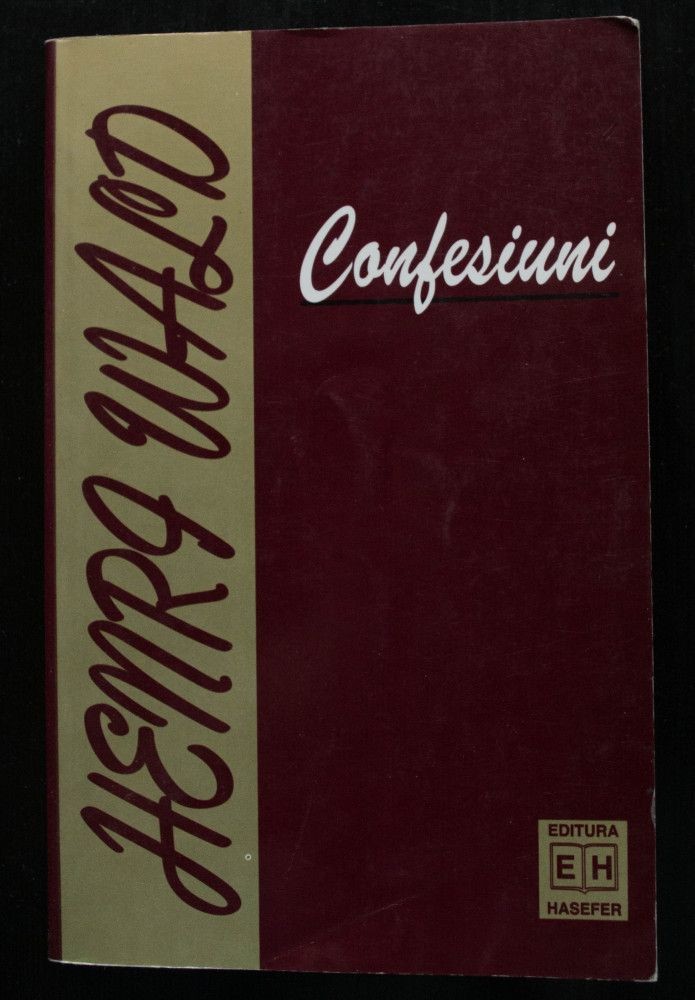 HENRY WALD
Confesiuni
EDITURA
EH
HASEFER